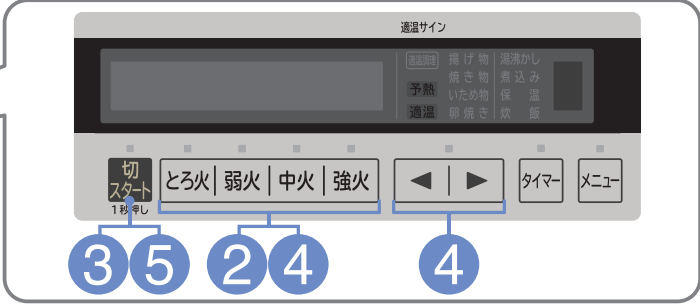 適温サイン
適温調理 揚げ物 湯沸かし
焼き物 煮込み
予熱 いため物 保 温
適温 卵焼き 炊 飯
切
スタート とろ火 弱火 中火 強火 ◀ ▶ タイマー メニュー
1秒押し
3 5 2 4 4